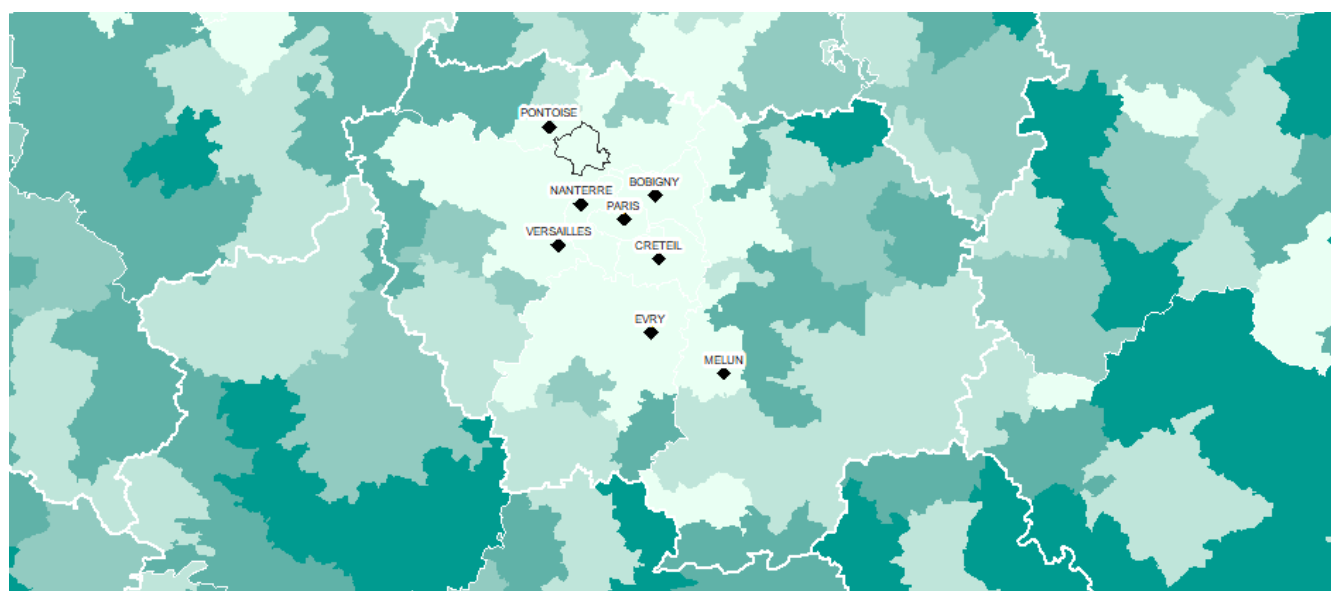 PONTOISE
NANTERRE
BOBIGNY
PARIS
VERSAILLES
CRETEIL
EVRY
MELUN